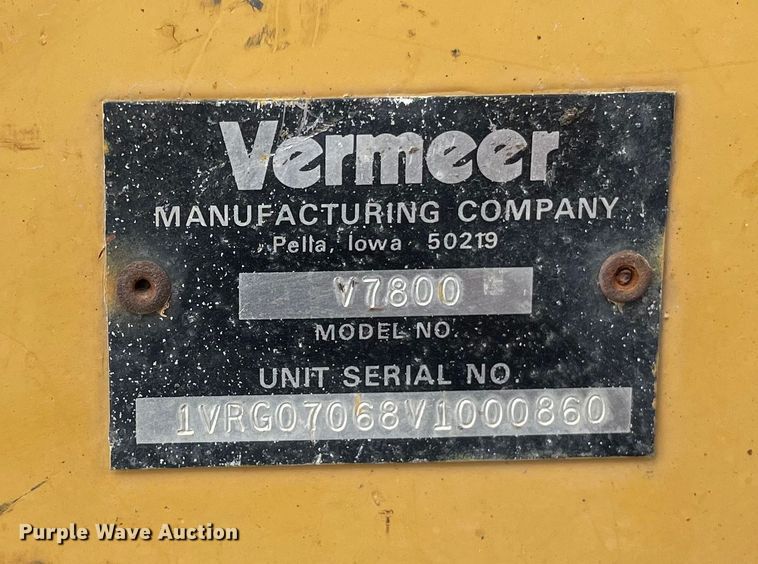 Vermeer
MANUFACTURING COMPANY
Pella, Iowa 50219
V7800
MODEL NO.
UNIT SERIAL NO.
1VRG07068V1000860
Purple Wave Auction